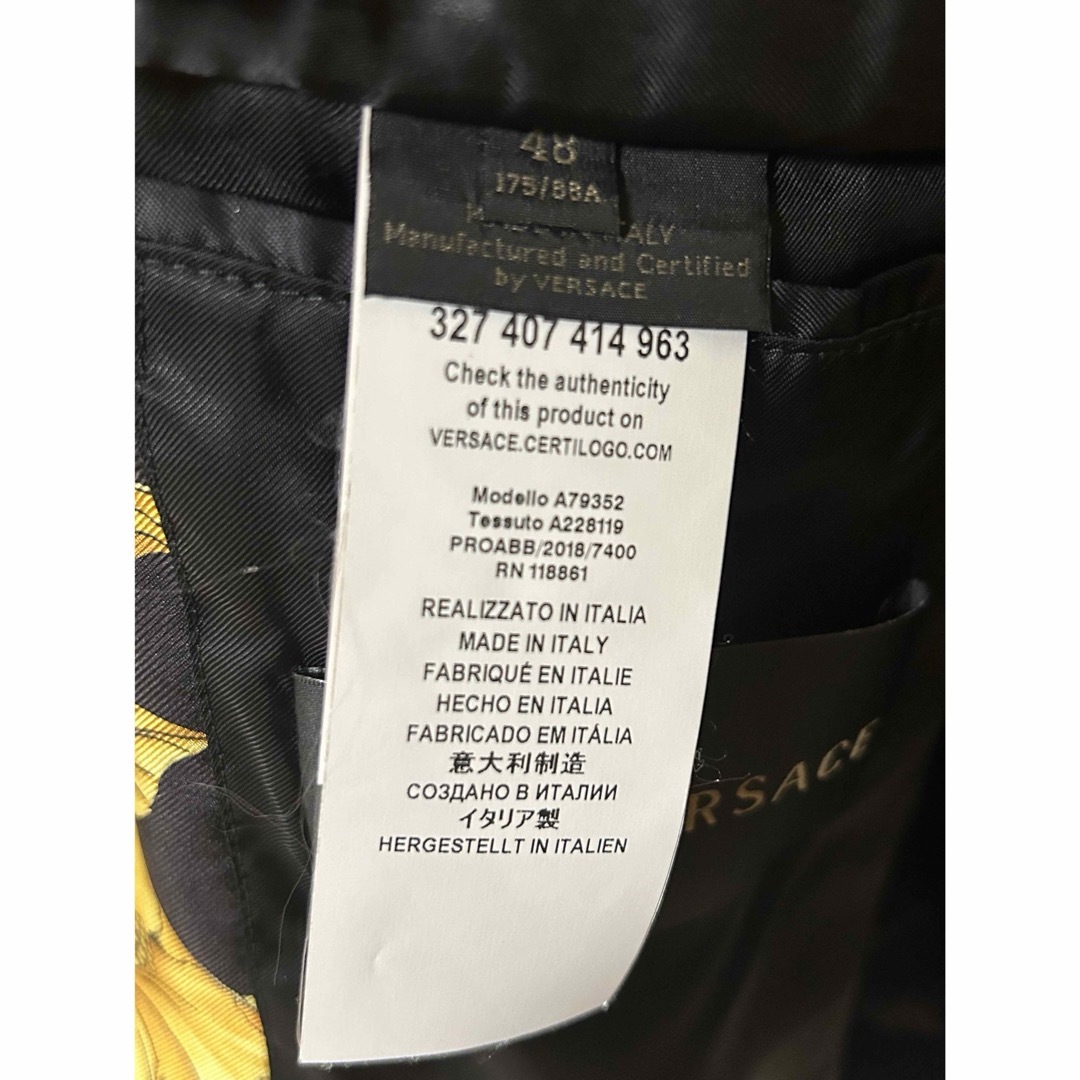 48
175/88A
ITALY
Manufactured and Certified
by VERSACE
327 407 414 963
Check the authenticity
of this product on
VERSACE.CERTILOGO.COM
Modello A79352
Tessuto A228119
PROABB/2018/7400
RN 118861
REALIZZATO IN ITALIA
MADE IN ITALY
FABRIQUÉ EN ITALIE
HECHO EN ITALIA
FABRICADO EM ITÁLIA
意大利制造
СОЗДАНО В ИТАЛИИ
イタリア製
HERGESTELLT IN ITALIEN
RSACE